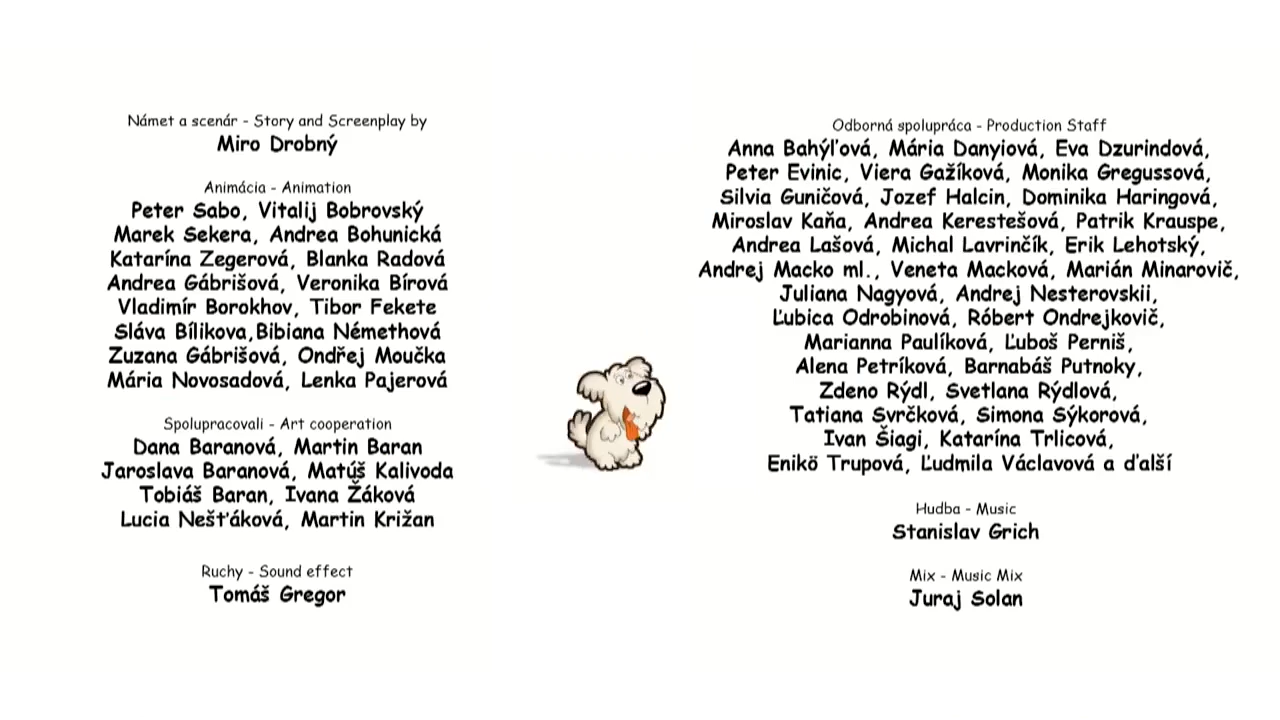 Námet a scenár - Story and Screenplay by
Miro Drobný
Animácia - Animation
Peter Sabo, Vitalij Bobrovský
Marek Sekera, Andrea Bohunická
Katarína Zegerová, Blanka Radová
Andrea Gábrišová, Veronika Bírová
Vladimír Borokhov, Tibor Fekete
Sláva Bílikova,Bibiana Némethová
Zuzana Gábrišová, Ondřej Moučka
Mária Novosadová, Lenka Pajerová
Spolupracovali - Art cooperation
Dana Baranová, Martin Baran
Jaroslava Baranová, Matúš Kalivoda
Tobiáš Baran, Ivana Žáková
Lucia Nešťáková, Martin Križan
Ruchy - Sound effect
Tomáš Gregor
Odborná spolupráca - Production Staff
Anna Bahýľová, Mária Danyiová, Eva Dzurindová,
Peter Evinic, Viera Gažíková, Monika Gregussová,
Silvia Guničová, Jozef Halcin, Dominika Haringová,
Miroslav Kaňa, Andrea Kerestešová, Patrik Krauspe,
Andrea Lašová, Michal Lavrinčík, Erik Lehotský,
Andrej Macko ml., Veneta Macková, Marián Minarovič,
Juliana Nagyová, Andrej Nesterovskii,
Ľubica Odrobinová, Róbert Ondrejkovič,
Marianna Paulíková, Ľuboš Perniš,
Alena Petríková, Barnabáš Putnoky,
Zdeno Rýdl, Svetlana Rýdlová,
Tatiana Svrčková, Simona Sýkorová,
Ivan Šiagi, Katarína Trlicová,
Enikö Trupová, Ľudmila Václavová a ďalší
Hudba - Music
Stanislav Grich
Mix - Music Mix
Juraj Solan